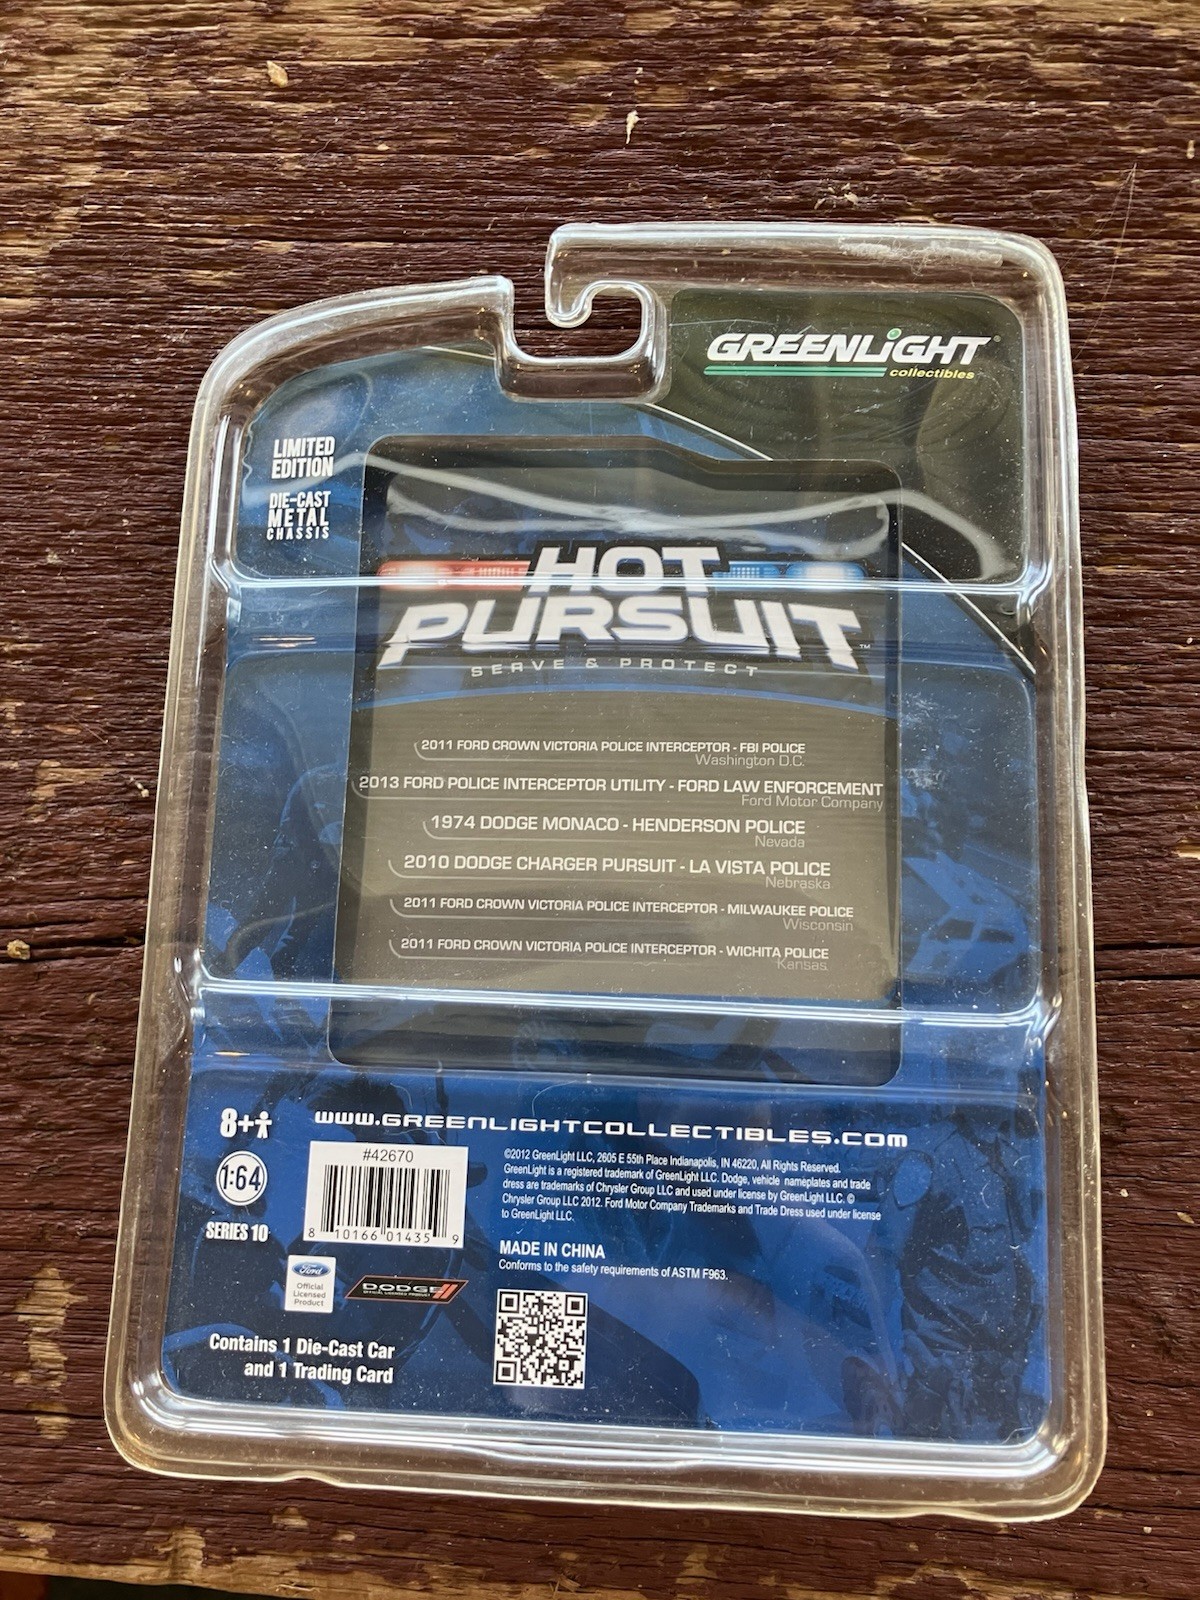 GREENLiGHT®
collectibles
LIMITED
EDITION
DIE-CAST
METAL
CHASSIS
HOT
PURSUIT™
SERVE & PROTECT
2011 FORD CROWN VICTORIA POLICE INTERCEPTOR - FBI POLICE
Washington D.C.
2013 FORD POLICE INTERCEPTOR UTILITY - FORD LAW ENFORCEMENT
Ford Motor Company
1974 DODGE MONACO - HENDERSON POLICE
Nevada
2010 DODGE CHARGER PURSUIT - LA VISTA POLICE
Nebraska
2011 FORD CROWN VICTORIA POLICE INTERCEPTOR - MILWAUKEE POLICE
Wisconsin
2011 FORD CROWN VICTORIA POLICE INTERCEPTOR - WICHITA POLICE
Kansas
8+
www.GREENLIGHTCOLLECTIBLES.COM
1:64
SERIES 10
#42670
8 10166 01435 9
©2012 GreenLight LLC, 2605 E 55th Place Indianapolis, IN 46220, All Rights Reserved.
GreenLight is a registered trademark of GreenLight LLC. Dodge, vehicle nameplates and trade
dress are trademarks of Chrysler Group LLC and used under license by GreenLight LLC. ©
Chrysler Group LLC 2012. Ford Motor Company Trademarks and Trade Dress used under license
to GreenLight LLC.
MADE IN CHINA
Conforms to the safety requirements of ASTM F963.
Ford
Official
Licensed
Product
DODGE
OFFICIAL LICENSED PRODUCT
Contains 1 Die-Cast Car
and 1 Trading Card